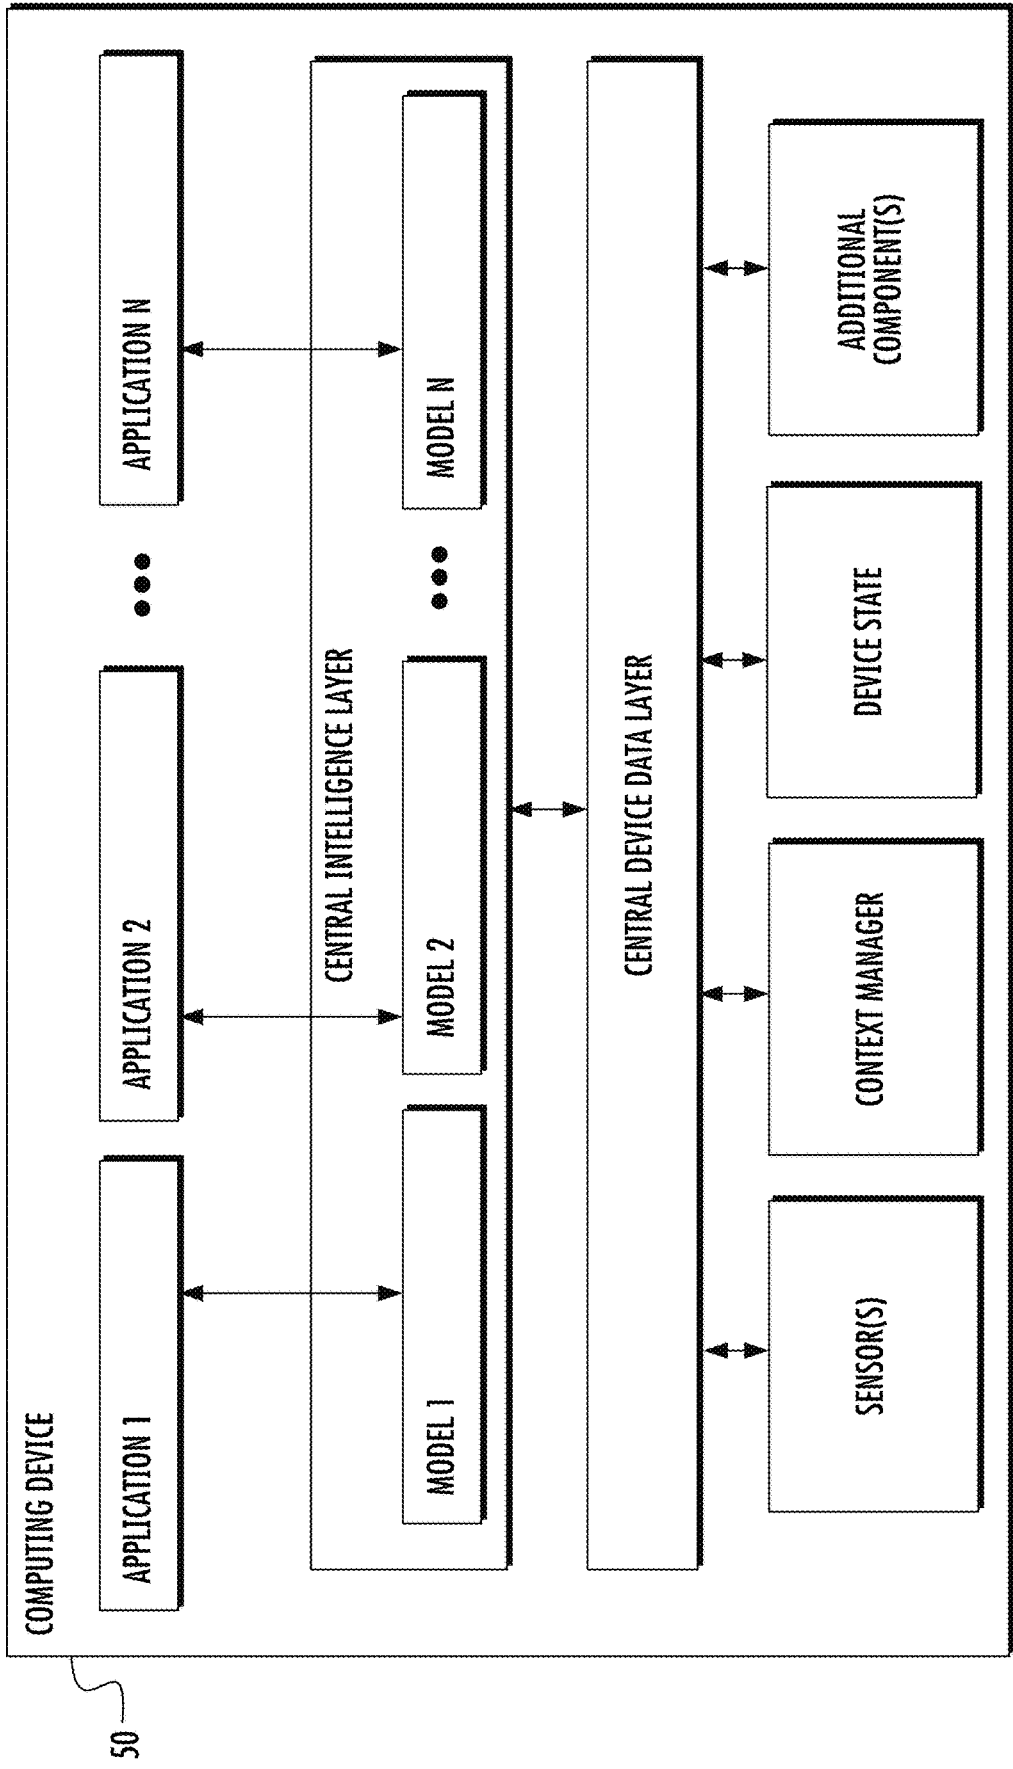 50
COMPUTING DEVICE
APPLICATION 1
APPLICATION 2
APPLICATION N
CENTRAL INTELLIGENCE LAYER
MODEL 1
MODEL 2
MODEL N
CENTRAL DEVICE DATA LAYER
SENSOR(S)
CONTEXT MANAGER
DEVICE STATE
ADDITIONAL
COMPONENT(S)